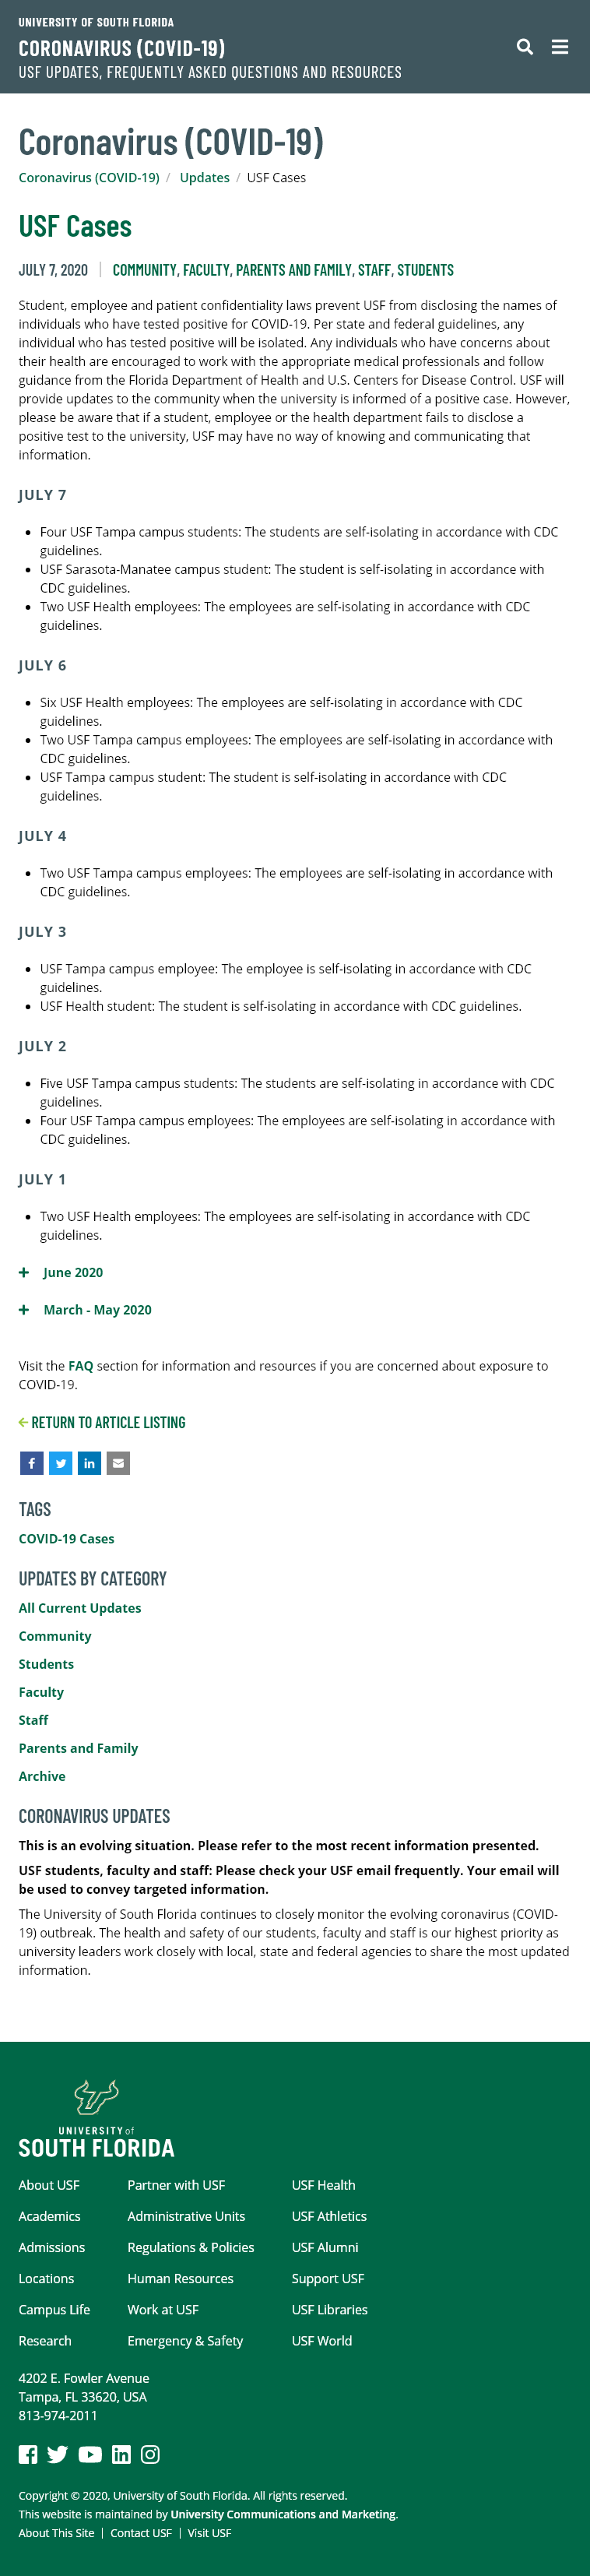 UNIVERSITY OF SOUTH FLORIDA
CORONAVIRUS (COVID-19)
USF UPDATES, FREQUENTLY ASKED QUESTIONS AND RESOURCES
Coronavirus (COVID-19)
Coronavirus (COVID-19) / Updates / USF Cases
USF Cases
JULY 7, 2020 | COMMUNITY, FACULTY, PARENTS AND FAMILY, STAFF, STUDENTS
Student, employee and patient confidentiality laws prevent USF from disclosing the names of
individuals who have tested positive for COVID-19. Per state and federal guidelines, any
individual who has tested positive will be isolated. Any individuals who have concerns about
their health are encouraged to work with the appropriate medical professionals and follow
guidance from the Florida Department of Health and U.S. Centers for Disease Control. USF will
provide updates to the community when the university is informed of a positive case. However,
please be aware that if a student, employee or the health department fails to disclose a
positive test to the university, USF may have no way of knowing and communicating that
information.
JULY 7
• Four USF Tampa campus students: The students are self-isolating in accordance with CDC
guidelines.
• USF Sarasota-Manatee campus student: The student is self-isolating in accordance with
CDC guidelines.
• Two USF Health employees: The employees are self-isolating in accordance with CDC
guidelines.
JULY 6
• Six USF Health employees: The employees are self-isolating in accordance with CDC
guidelines.
• Two USF Tampa campus employees: The employees are self-isolating in accordance with
CDC guidelines.
• USF Tampa campus student: The student is self-isolating in accordance with CDC
guidelines.
JULY 4
• Two USF Tampa campus employees: The employees are self-isolating in accordance with
CDC guidelines.
JULY 3
• USF Tampa campus employee: The employee is self-isolating in accordance with CDC
guidelines.
• USF Health student: The student is self-isolating in accordance with CDC guidelines.
JULY 2
• Five USF Tampa campus students: The students are self-isolating in accordance with CDC
guidelines.
• Four USF Tampa campus employees: The employees are self-isolating in accordance with
CDC guidelines.
JULY 1
• Two USF Health employees: The employees are self-isolating in accordance with CDC
guidelines.
+ June 2020
+ March - May 2020
Visit the FAQ section for information and resources if you are concerned about exposure to
COVID-19.
RETURN TO ARTICLE LISTING
TAGS
COVID-19 Cases
UPDATES BY CATEGORY
All Current Updates
Community
Students
Faculty
Staff
Parents and Family
Archive
CORONAVIRUS UPDATES
This is an evolving situation. Please refer to the most recent information presented.
USF students, faculty and staff: Please check your USF email frequently. Your email will
be used to convey targeted information.
The University of South Florida continues to closely monitor the evolving coronavirus (COVID-
19) outbreak. The health and safety of our students, faculty and staff is our highest priority as
university leaders work closely with local, state and federal agencies to share the most updated
information.
UNIVERSITY of
SOUTH FLORIDA
About USF Partner with USF USF Health
Academics Administrative Units USF Athletics
Admissions Regulations & Policies USF Alumni
Locations Human Resources Support USF
Campus Life Work at USF USF Libraries
Research Emergency & Safety USF World
4202 E. Fowler Avenue
Tampa, FL 33620, USA
813-974-2011
Copyright © 2020, University of South Florida. All rights reserved.
This website is maintained by University Communications and Marketing.
About This Site | Contact USF | Visit USF